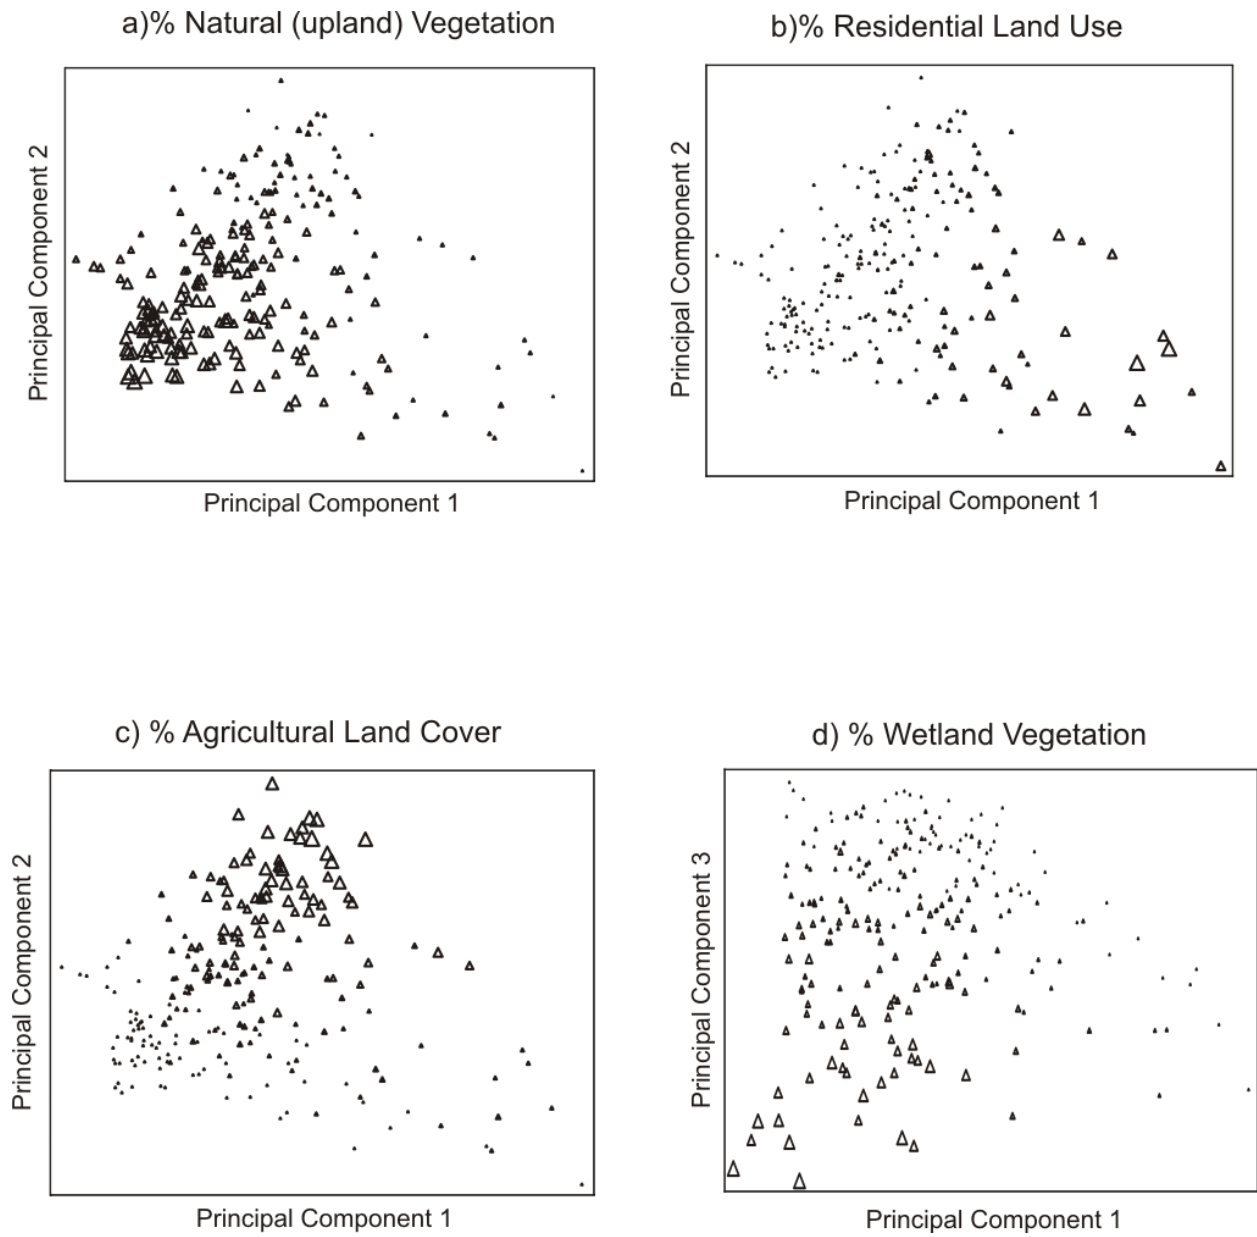 a)% Natural (upland) Vegetation
b)% Residential Land Use
Principal Component 2
Principal Component 2
Principal Component 1
Principal Component 1
c) % Agricultural Land Cover
d) % Wetland Vegetation
Principal Component 2
Principal Component 3
Principal Component 1
Principal Component 1